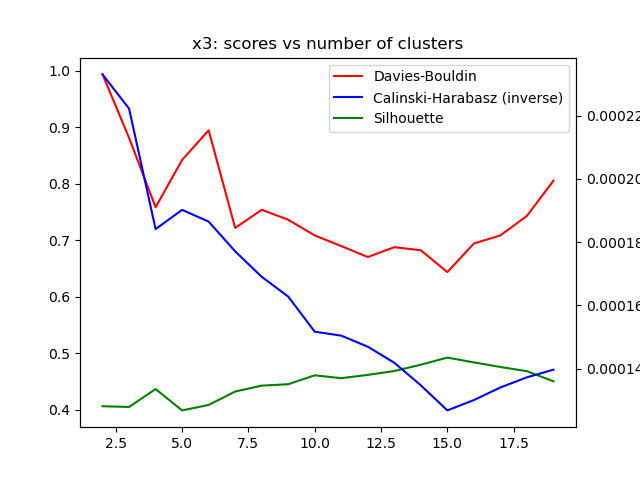 x3: scores vs number of clusters
Davies-Bouldin
Calinski-Harabasz (inverse)
Silhouette
1.0
0.9
0.8
0.7
0.6
0.5
0.4
0.00022
0.00020
0.00018
0.00016
0.00014
2.5 5.0 7.5 10.0 12.5 15.0 17.5